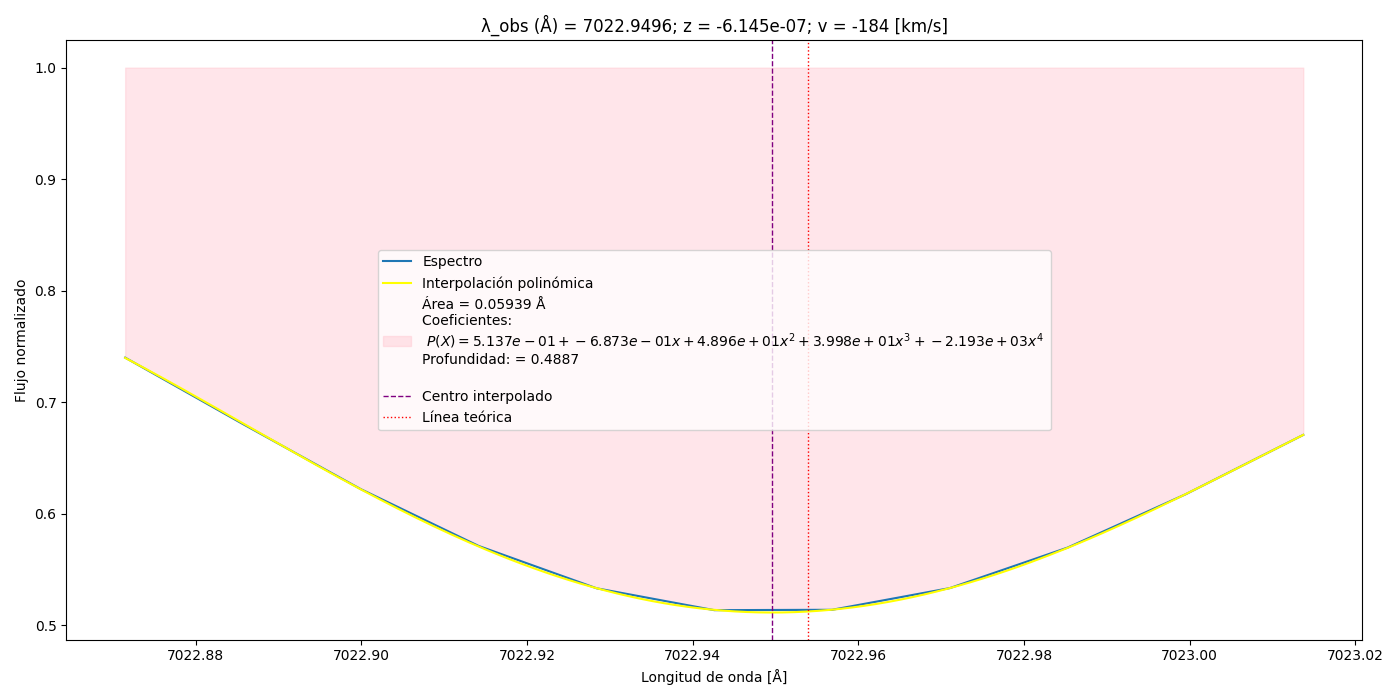 λ_obs (Å) = 7022.9496; z = -6.145e-07; v = -184 [km/s]
1.0
0.9
0.8
0.7
0.6
0.5
Flujo normalizado
Espectro
Interpolación polinómica
Área = 0.05939 Å
Coeficientes:
P(X) = 5.137e − 01 + −6.873e − 01x + 4.896e + 01x² + 3.998e + 01x³ + −2.193e + 03x⁴
Profundidad: = 0.4887
Centro interpolado
Línea teórica
7022.88 7022.90 7022.92 7022.94 7022.96 7022.98 7023.00 7023.02
Longitud de onda [Å]